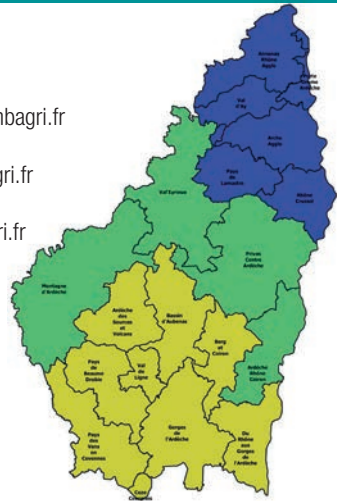 nbagri.fr
gri.fr
ri.fr
Annonay
Rhône
Agglo
Ardèche
Val
d'Ay
Arche
Agglo
Pays
de
Lamastre
Rhône
Crussol
Val'Eyrieux
Privas
Centre
Ardèche
Montagne
d'Ardèche
Ardèche
des
Sources
et
Volcans
Bassin
d'Aubenas
Berg
et
Coiron
Ardèche
Rhône
Coiron
Pays
de
Beaume
Drobie
Val
de
Ligne
Pays
des
Vans
en
Cévennes
Gorges
de
l'Ardèche
Du
Rhône
aux
Gorges
de
l'Ardèche